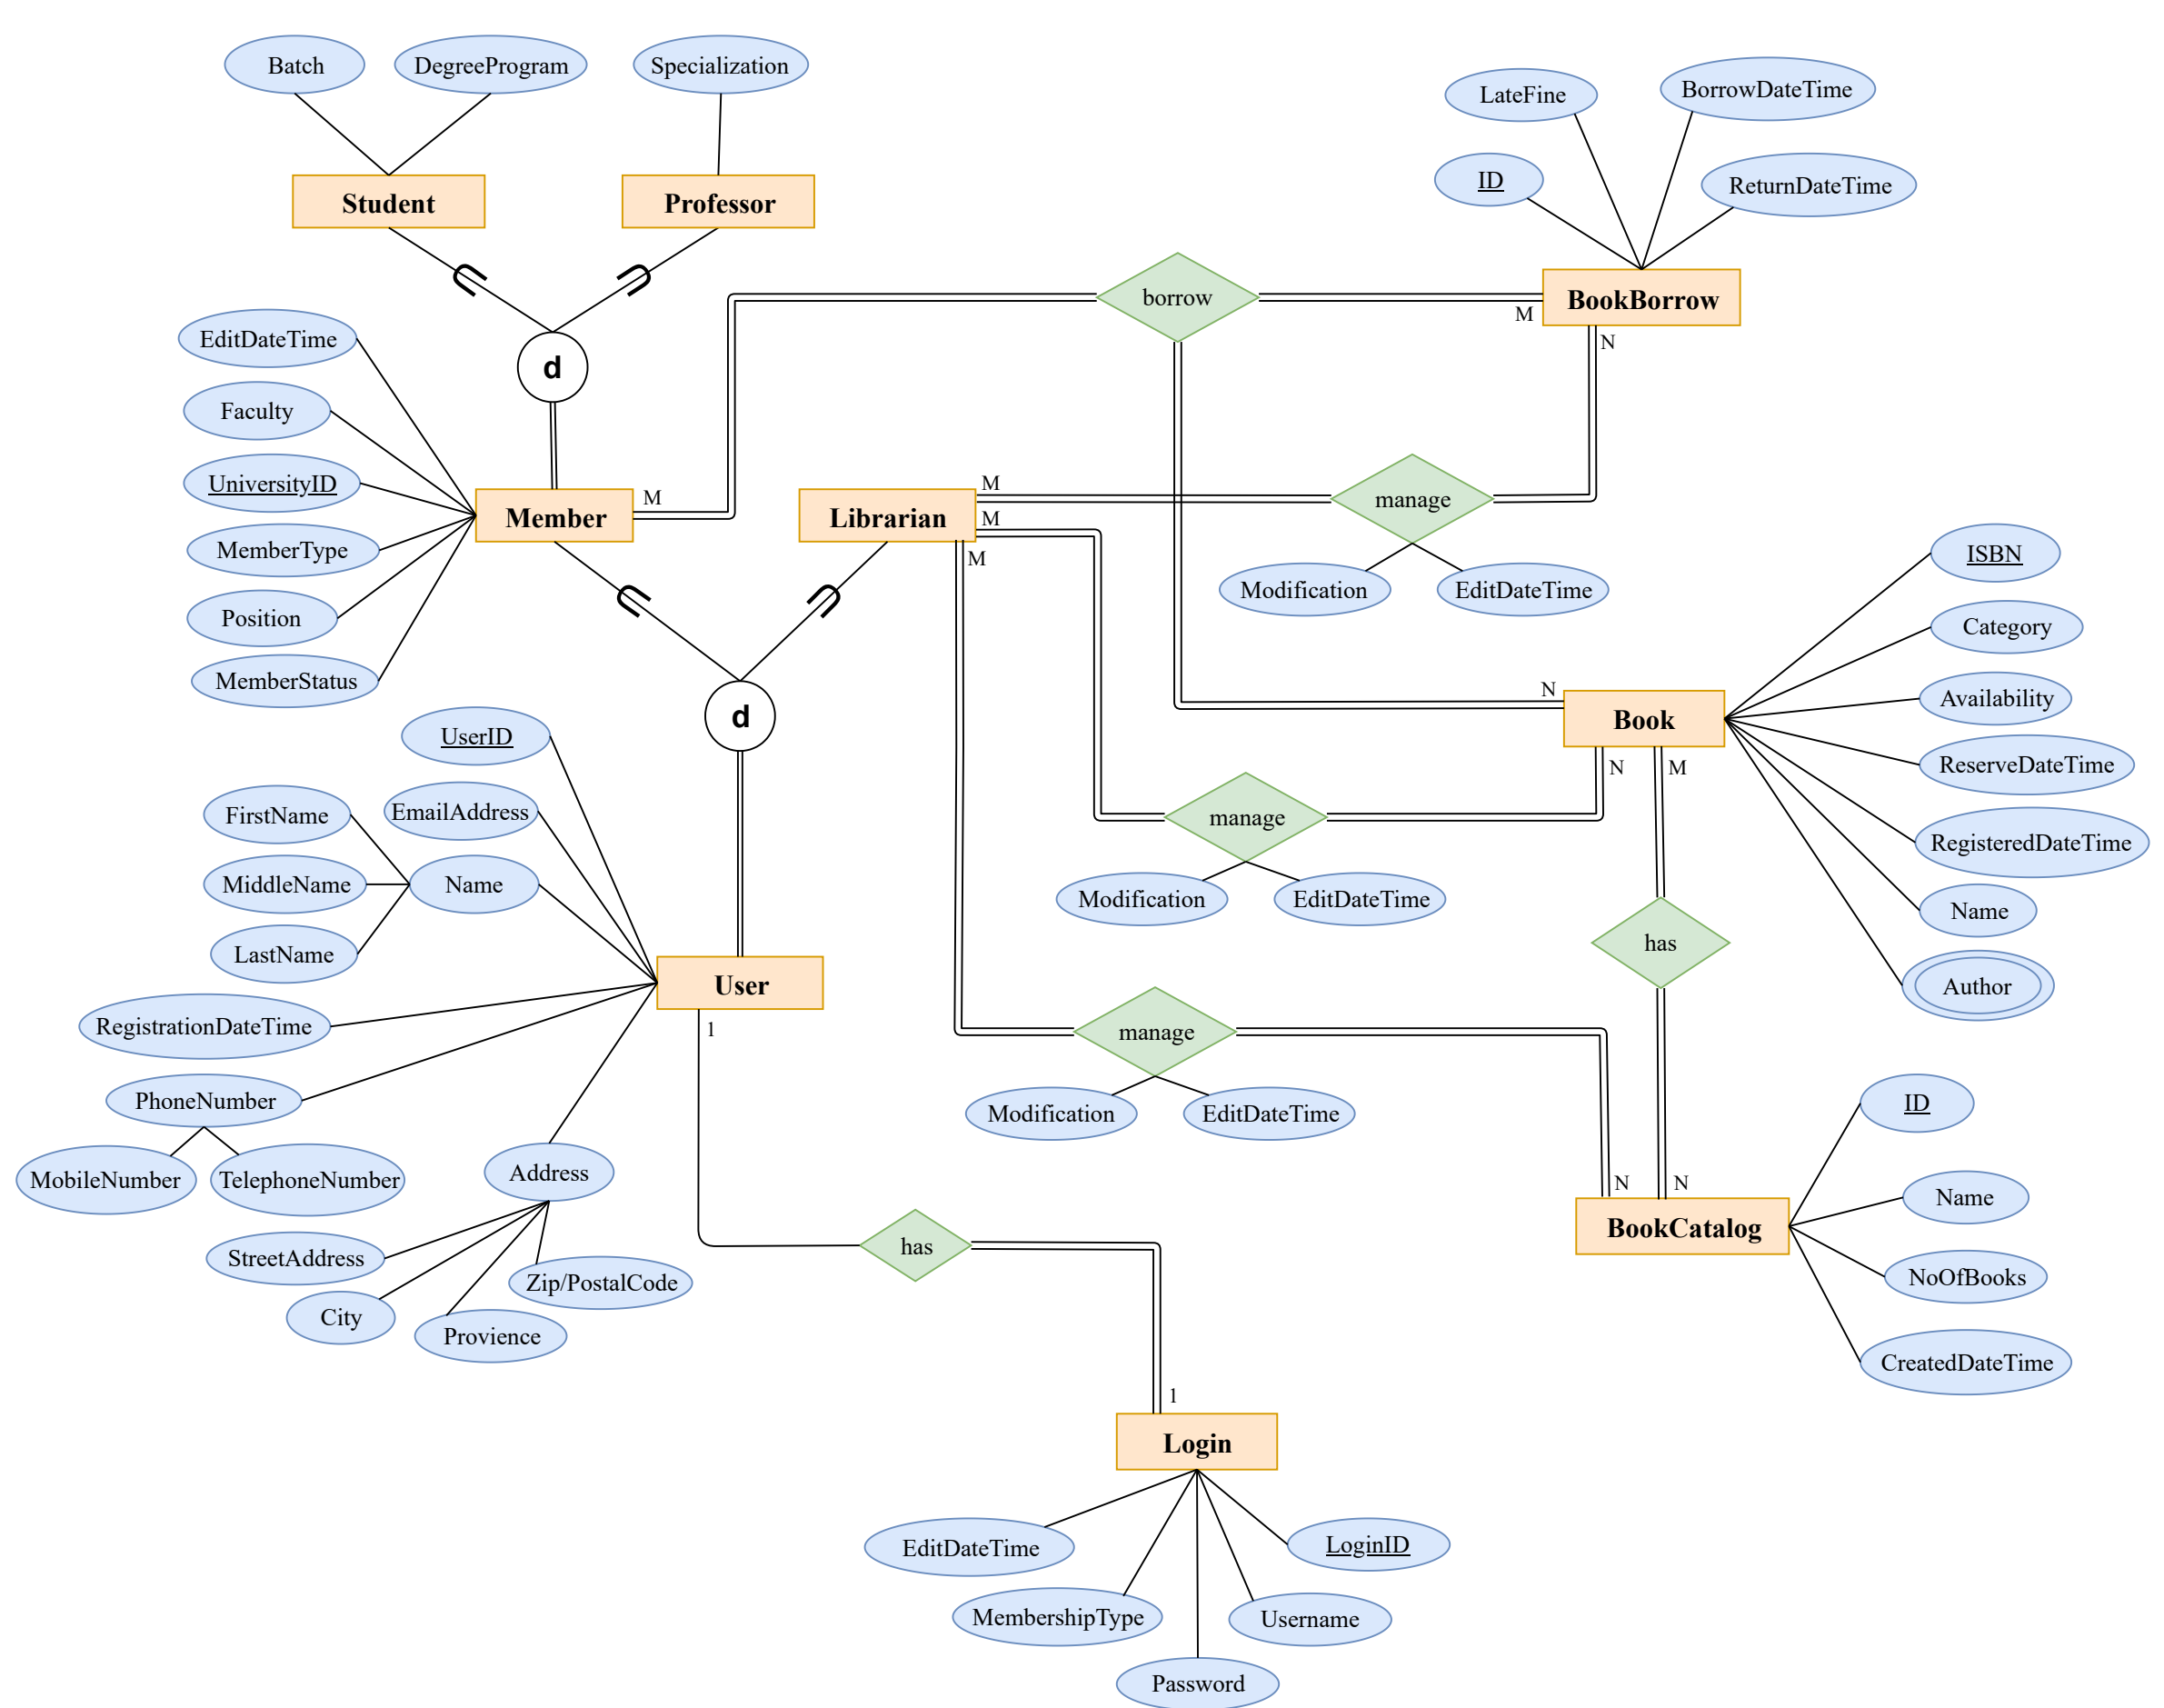 Batch
DegreeProgram
Specialization
LateFine
BorrowDateTime
ID
ReturnDateTime
Student
Professor
borrow
BookBorrow
M
N
EditDateTime
d
Faculty
UniversityID
M
Member
Librarian
M
M
M
manage
MemberType
Modification
EditDateTime
ISBN
Position
Category
MemberStatus
N
Availability
d
Book
UserID
N
M
ReserveDateTime
FirstName
EmailAddress
manage
RegisteredDateTime
MiddleName
Name
Modification
EditDateTime
Name
LastName
has
User
Author
RegistrationDateTime
1
manage
PhoneNumber
Modification
EditDateTime
ID
MobileNumber
TelephoneNumber
Address
N
N
Name
StreetAddress
has
BookCatalog
Zip/PostalCode
NoOfBooks
City
Provience
CreatedDateTime
1
Login
EditDateTime
LoginID
MembershipType
Username
Password